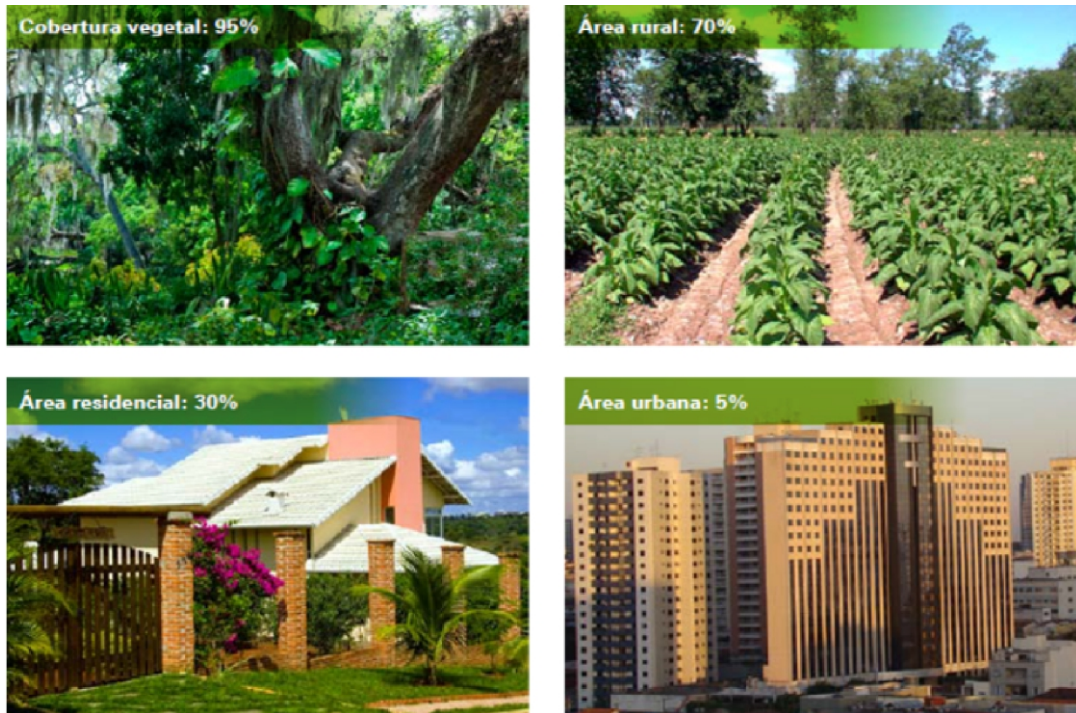 Cobertura vegetal: 95%
Área rural: 70%
Área residencial: 30%
Área urbana: 5%